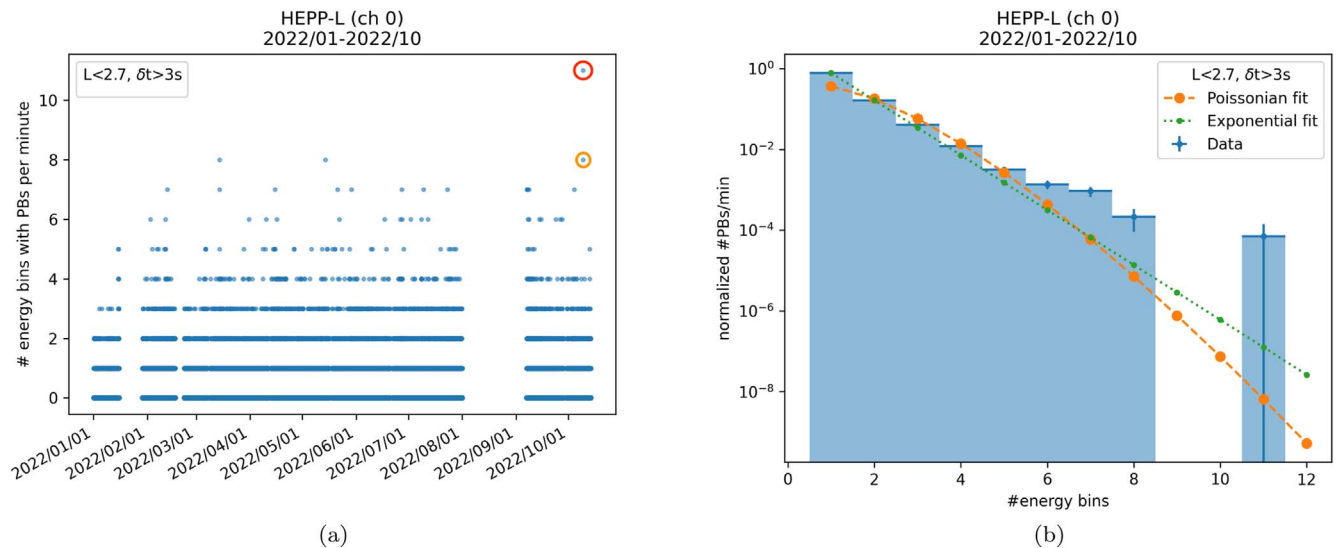 HEPP-L (ch 0)
2022/01-2022/10
L<2.7, δt>3s
# energy bins with PBs per minute
10
8
6
4
2
0
2022/01/01
2022/02/01
2022/03/01
2022/04/01
2022/05/01
2022/06/01
2022/07/01
2022/08/01
2022/09/01
2022/10/01
(a)
HEPP-L (ch 0)
2022/01-2022/10
L<2.7, δt>3s
Poissonian fit
Exponential fit
Data
normalized #PBs/min
10⁰
10⁻²
10⁻⁴
10⁻⁶
10⁻⁸
0 2 4 6 8 10 12
#energy bins
(b)